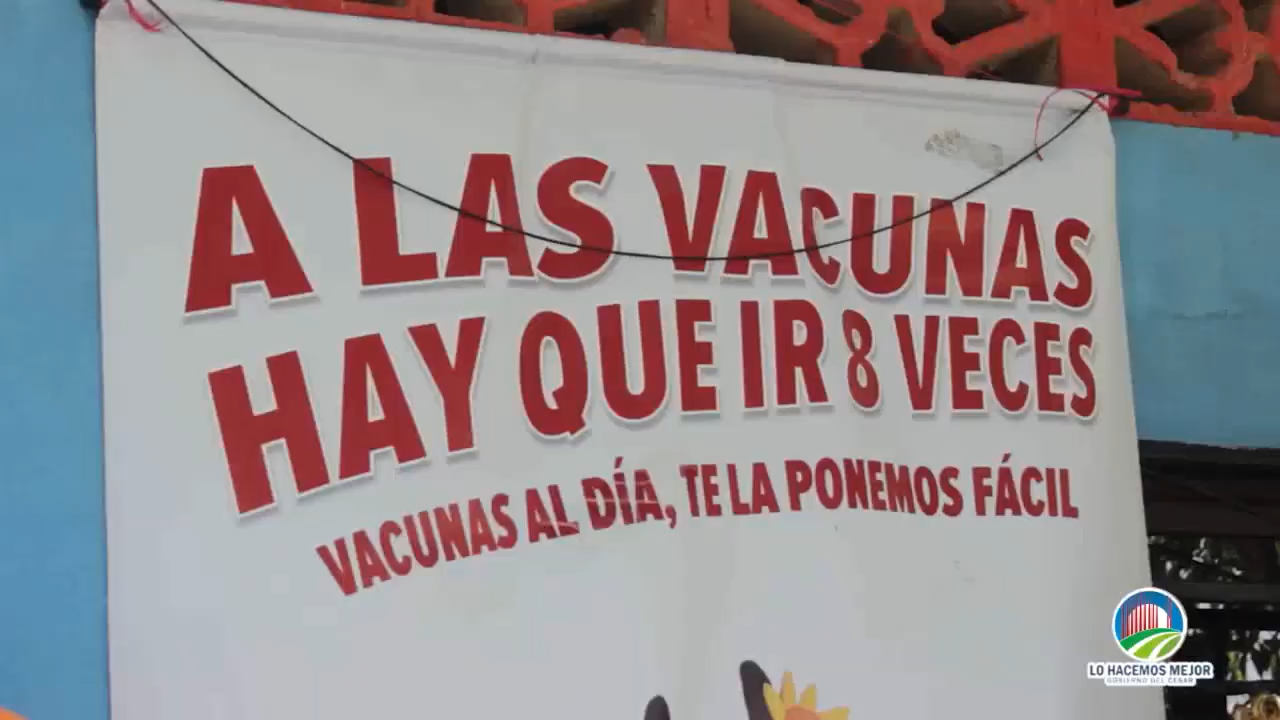 A LAS VACUNAS
HAY QUE IR 8 VECES
VACUNAS AL DÍA, TE LA PONEMOS FÁCIL
LO HACEMOS MEJOR
GOBIERNO DEL CESAR